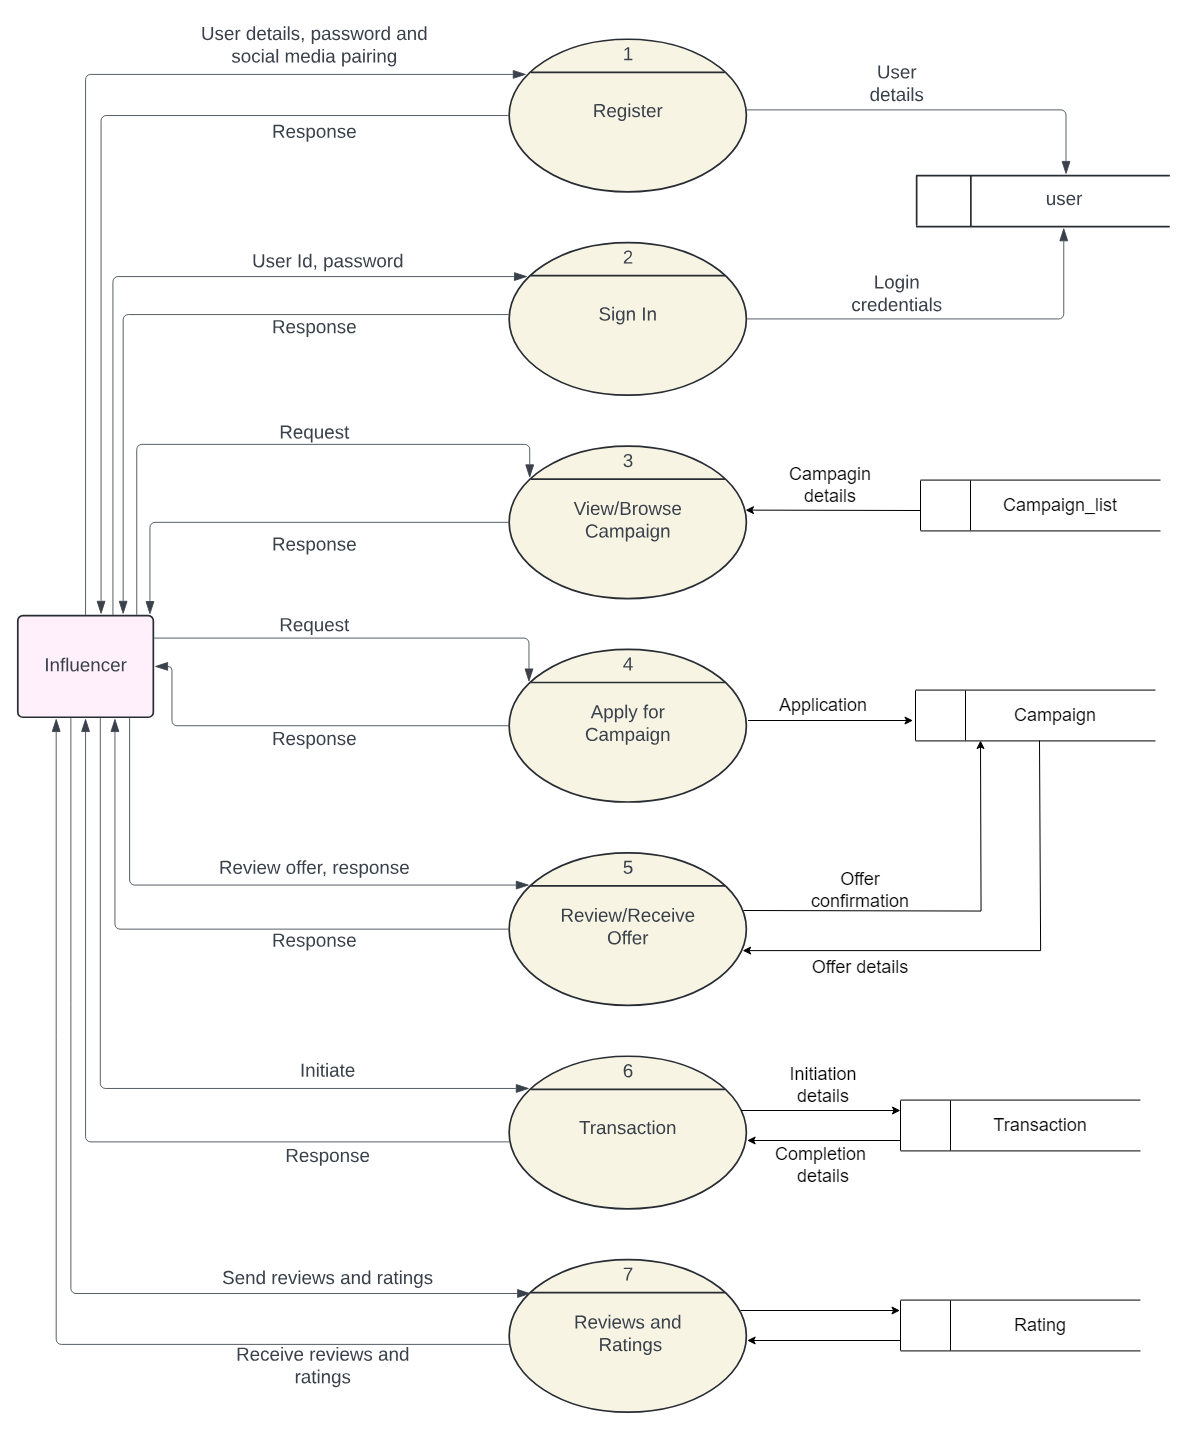 User details, password and
social media pairing
1
Register
Response
User
details
user
User Id, password
2
Sign In
Response
Login
credentials
Request
3
View/Browse
Campaign
Response
Campagin
details
Campaign_list
Influencer
Request
4
Apply for
Campaign
Response
Application
Campaign
Review offer, response
5
Review/Receive
Offer
Response
Offer
confirmation
Offer details
Initiate
6
Transaction
Response
Initiation
details
Completion
details
Transaction
Send reviews and ratings
7
Reviews and
Ratings
Receive reviews and
ratings
Rating